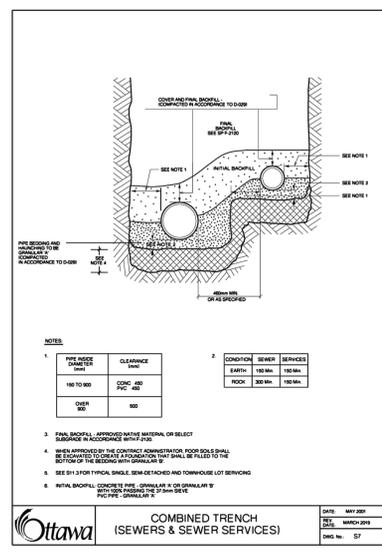 COVER AND FINAL BACKFILL -
(COMPACTED IN ACCORDANCE TO D-029)
FINAL
BACKFILL
SEE SP F-2120
SEE NOTE 1
INITIAL BACKFILL
SEE NOTE 1
SEE NOTE 2
SEE NOTE 1
PIPE BEDDING AND
HAUNCHING TO BE
GRANULAR 'A'
(COMPACTED
IN ACCORDANCE TO D-029)
SEE NOTE 2
SEE
NOTE 4
450mm MIN.
OR AS SPECIFIED
NOTES:
1.
PIPE INSIDE
DIAMETER
(mm)
CLEARANCE
(mm)
150 TO 900
CONC 450
PVC 450
OVER
900
500
2.
CONDITION SEWER SERVICES
EARTH 150 Min. 150 Min.
ROCK 300 Min. 150 Min.
3. FINAL BACKFILL - APPROVED NATIVE MATERIAL OR SELECT
SUBGRADE IN ACCORDANCE WITH F-2120.
4. WHEN APPROVED BY THE CONTRACT ADMINISTRATOR, POOR SOILS SHALL
BE EXCAVATED TO CREATE A FOUNDATION THAT SHALL BE FILLED TO THE
BOTTOM OF THE BEDDING WITH GRANULAR 'B'.
5. SEE S11.3 FOR TYPICAL SINGLE, SEMI-DETACHED AND TOWNHOUSE LOT SERVICING
6. INITIAL BACKFILL- CONCRETE PIPE - GRANULAR 'A' OR GRANULAR 'B'
WITH 100% PASSING THE 37.5mm SIEVE
PVC PIPE - GRANULAR 'A'
Ottawa
COMBINED TRENCH
(SEWERS & SEWER SERVICES)
DATE: MAY 2001
REV. DATE: MARCH 2019
DWG. No.: S7